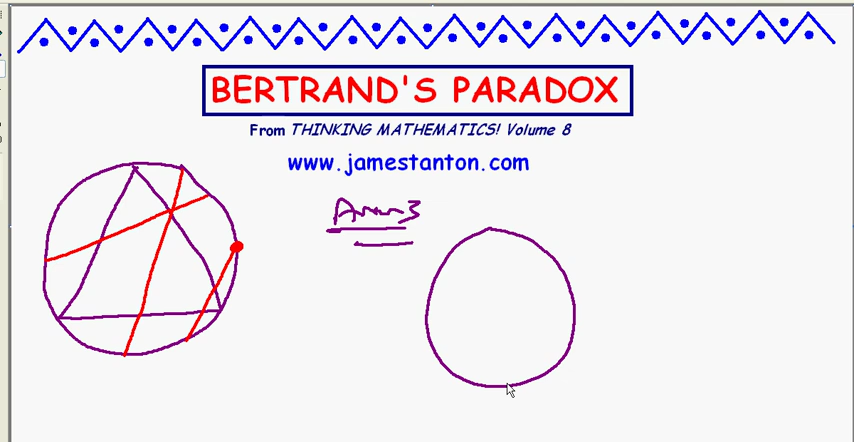 BERTRAND'S PARADOX
From THINKING MATHEMATICS! Volume 8
www.jamestanton.com